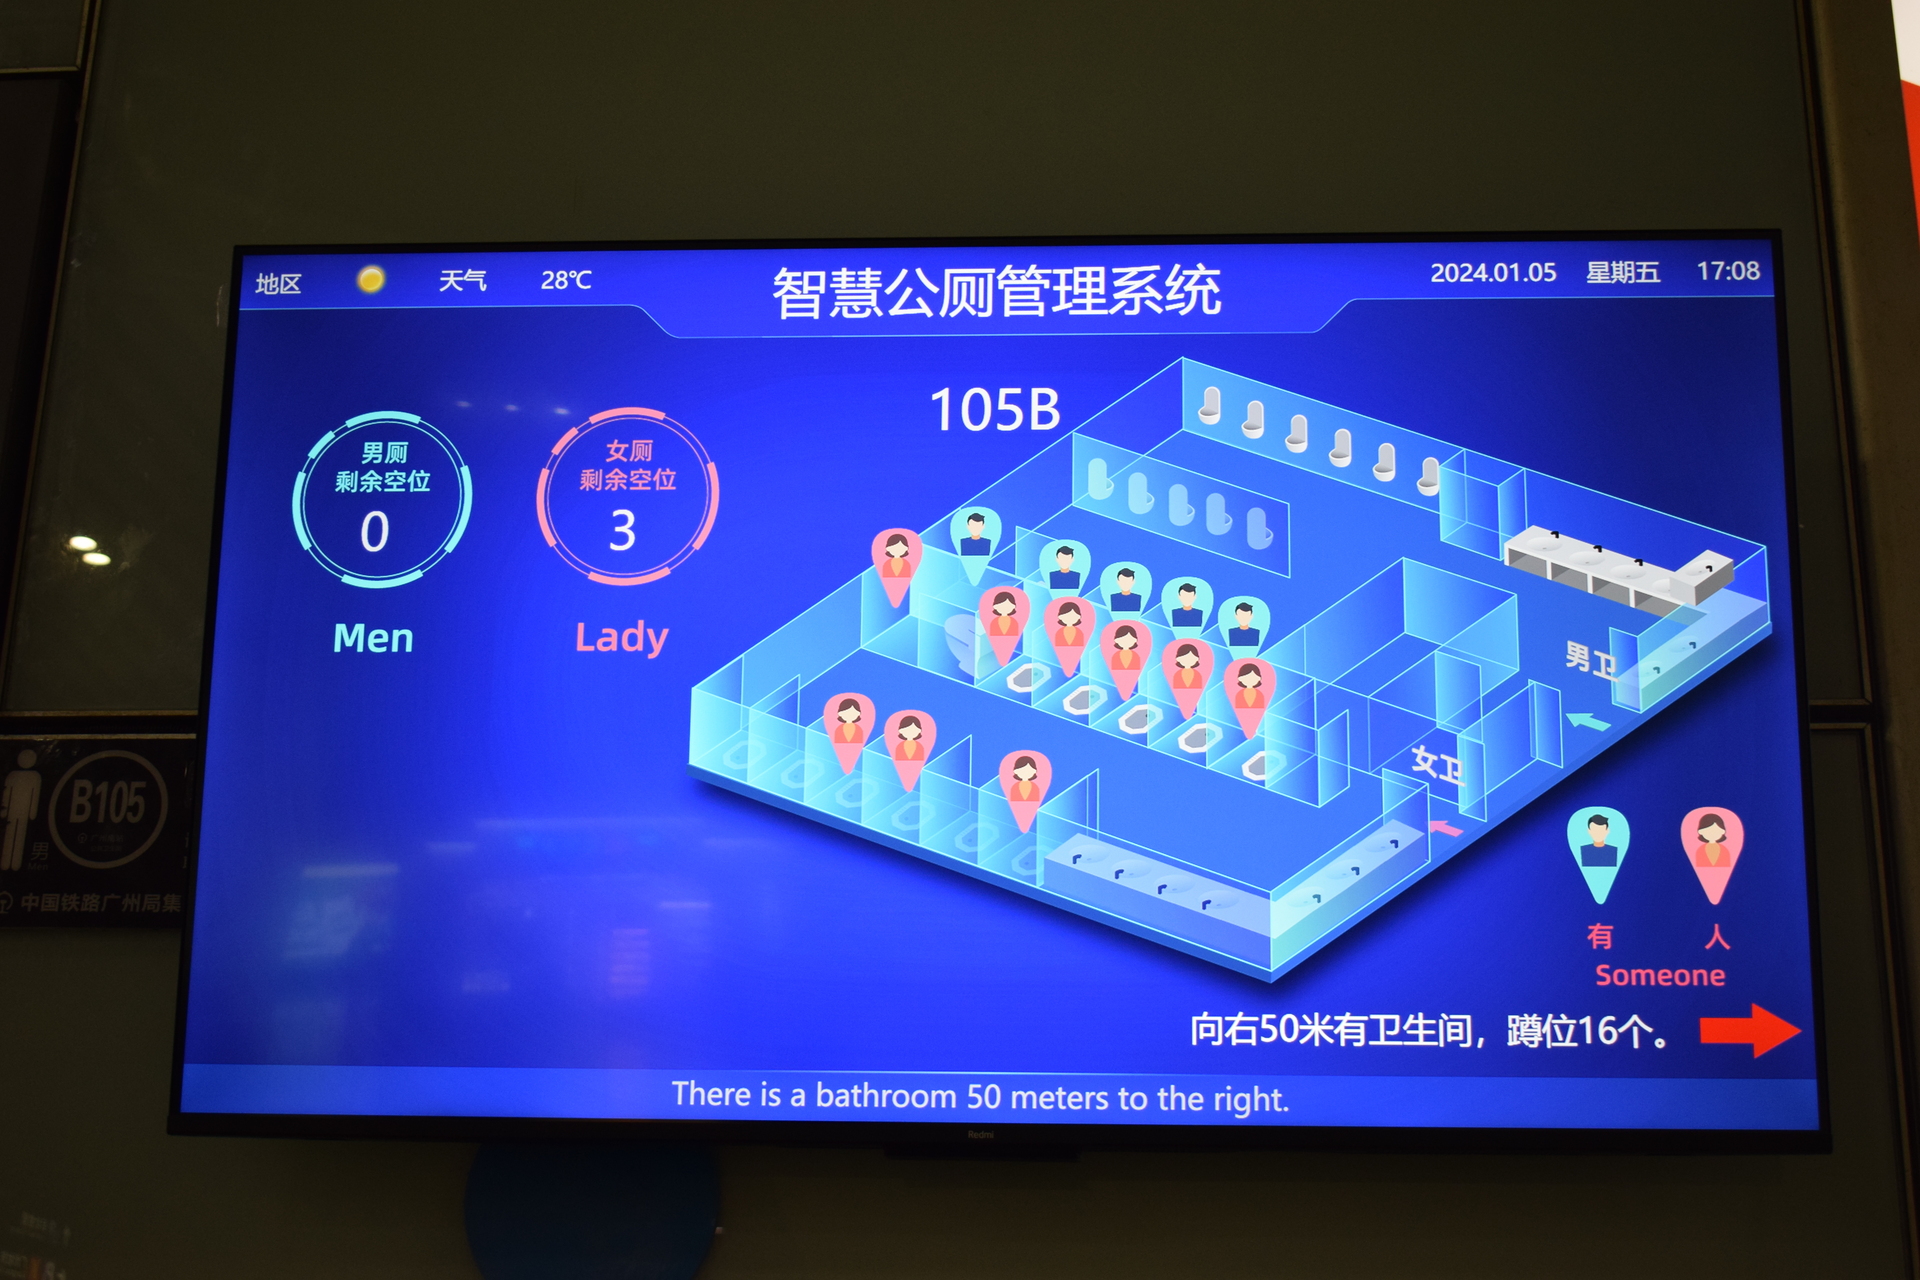 地区 天气 28℃
智慧公厕管理系统
2024.01.05 星期五 17:08
男厕
剩余空位
0
Men
女厕
剩余空位
3
Lady
105B
男卫
女卫
有 人
Someone
向右50米有卫生间，蹲位16个。
There is a bathroom 50 meters to the right.
Redmi
B105
男
Men
中国铁路广州局集